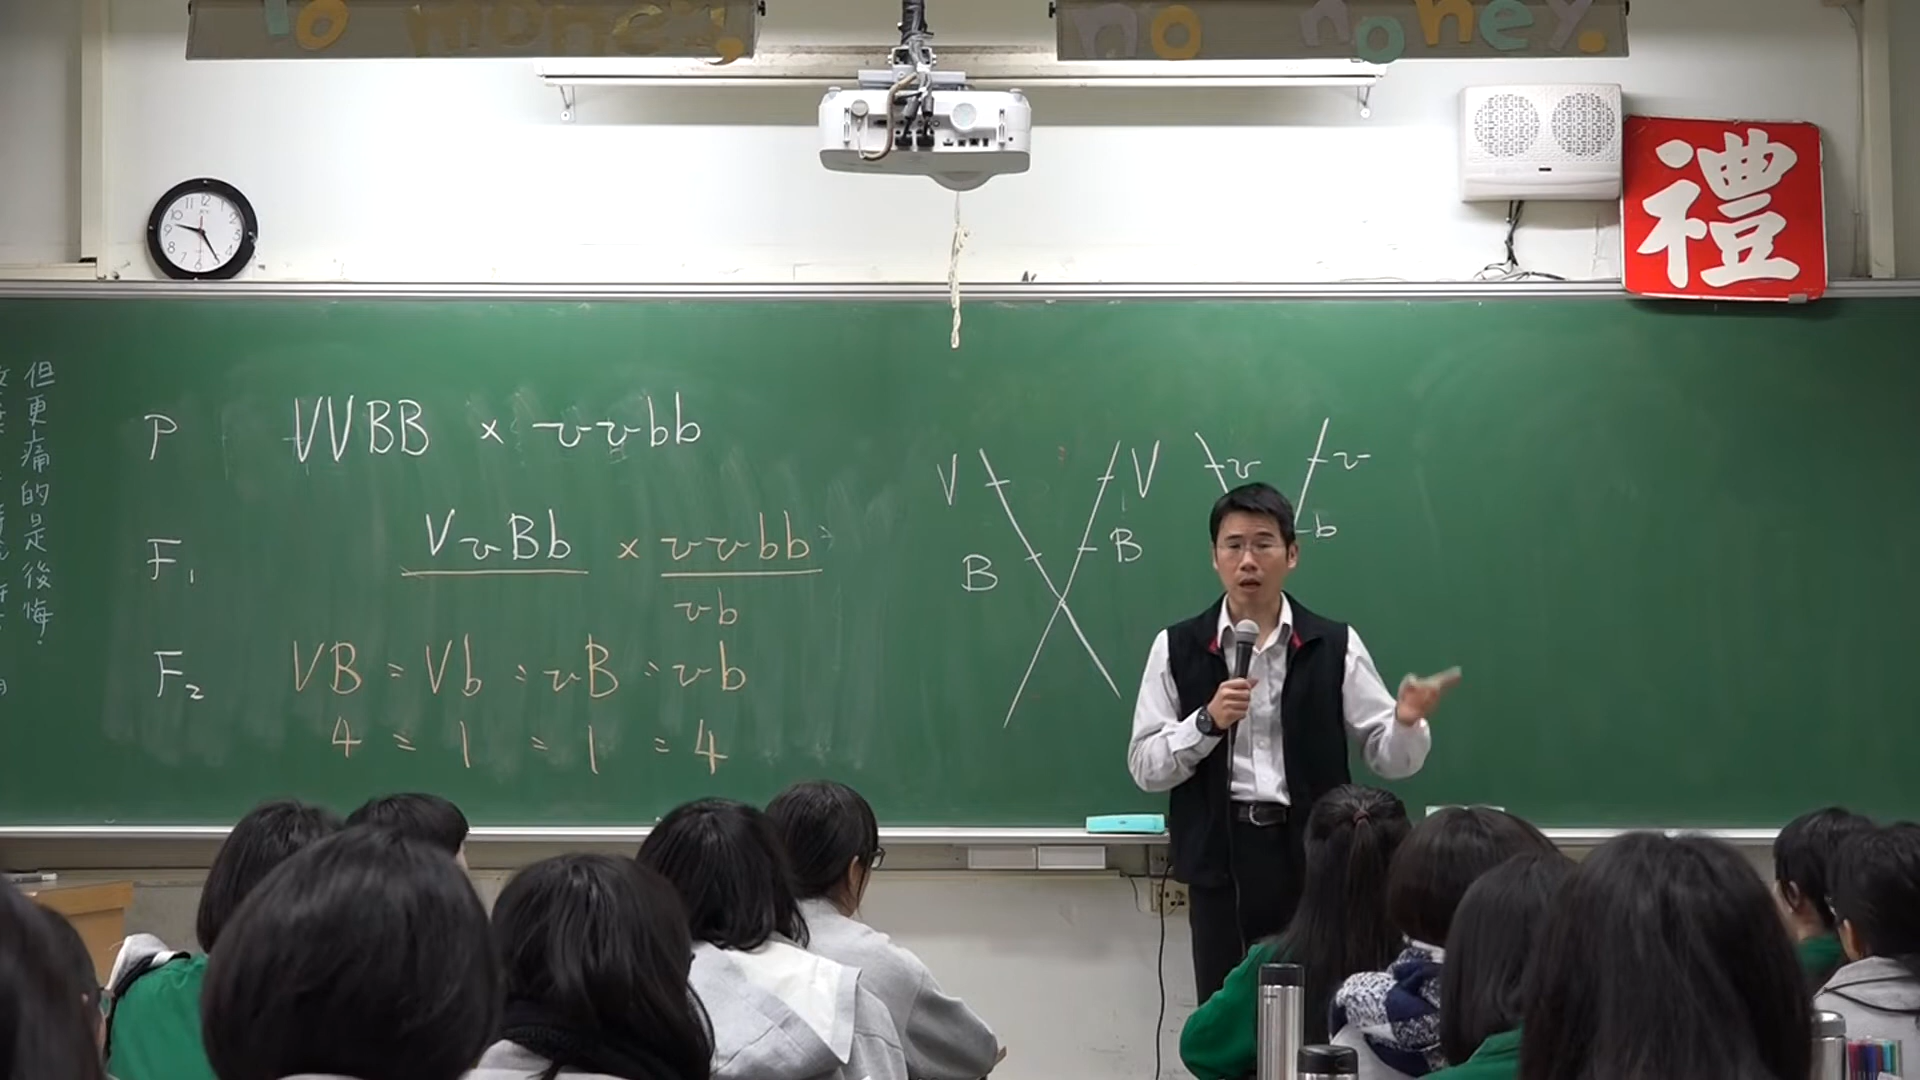 no money.
no money.
禮
但更痛的是後悔!
P VVBB × vvbb
F₁ VvBb × vvbb
vb
F₂ VB : Vb : vB : vb
4 : 1 : 1 : 4
V V v v
B B b